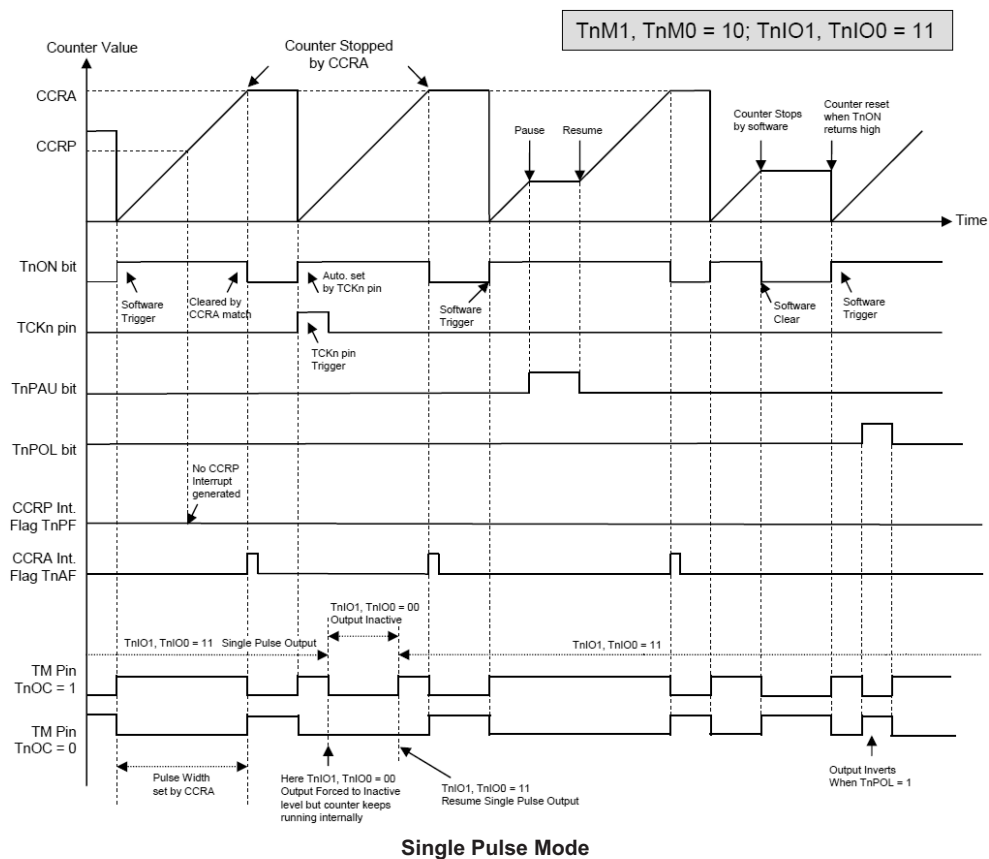 TnM1, TnM0 = 10; TnIO1, TnIO0 = 11
Counter Value
Counter Stopped
by CCRA
CCRA
CCRP
Pause
Resume
Counter Stops
by software
Counter reset
when TnON
returns high
Time
TnON bit
Software
Trigger
Cleared by
CCRA match
Auto. set
by TCKn pin
Software
Trigger
Software
Clear
Software
Trigger
TCKn pin
TCKn pin
Trigger
TnPAU bit
TnPOL bit
No CCRP
Interrupt
generated
CCRP Int.
Flag TnPF
CCRA Int.
Flag TnAF
TnIO1, TnIO0 = 00
Output Inactive
TnIO1, TnIO0 = 11 Single Pulse Output
TnIO1, TnIO0 = 11
TM Pin
TnOC = 1
TM Pin
TnOC = 0
Pulse Width
set by CCRA
Here TnIO1, TnIO0 = 00
Output Forced to Inactive
level but counter keeps
running internally
TnIO1, TnIO0 = 11
Resume Single Pulse Output
Output Inverts
When TnPOL = 1
Single Pulse Mode